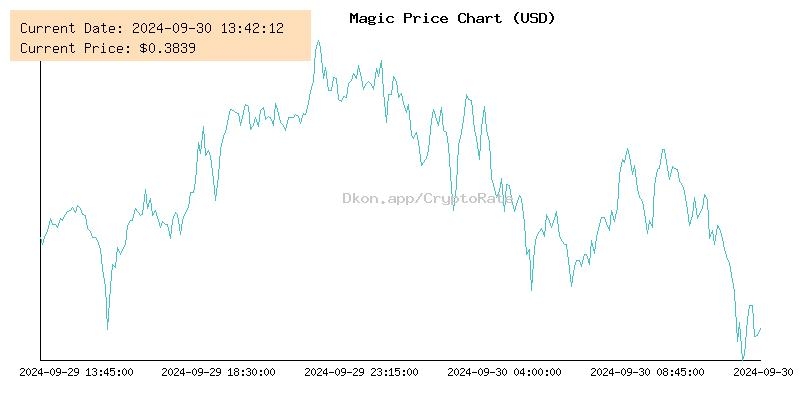 Magic Price Chart (USD)
Current Date: 2024-09-30 13:42:12
Current Price: $0.3839
Dkon.app/CryptoRate
2024-09-29 13:45:00
2024-09-29 18:30:00
2024-09-29 23:15:00
2024-09-30 04:00:00
2024-09-30 08:45:00
2024-09-30